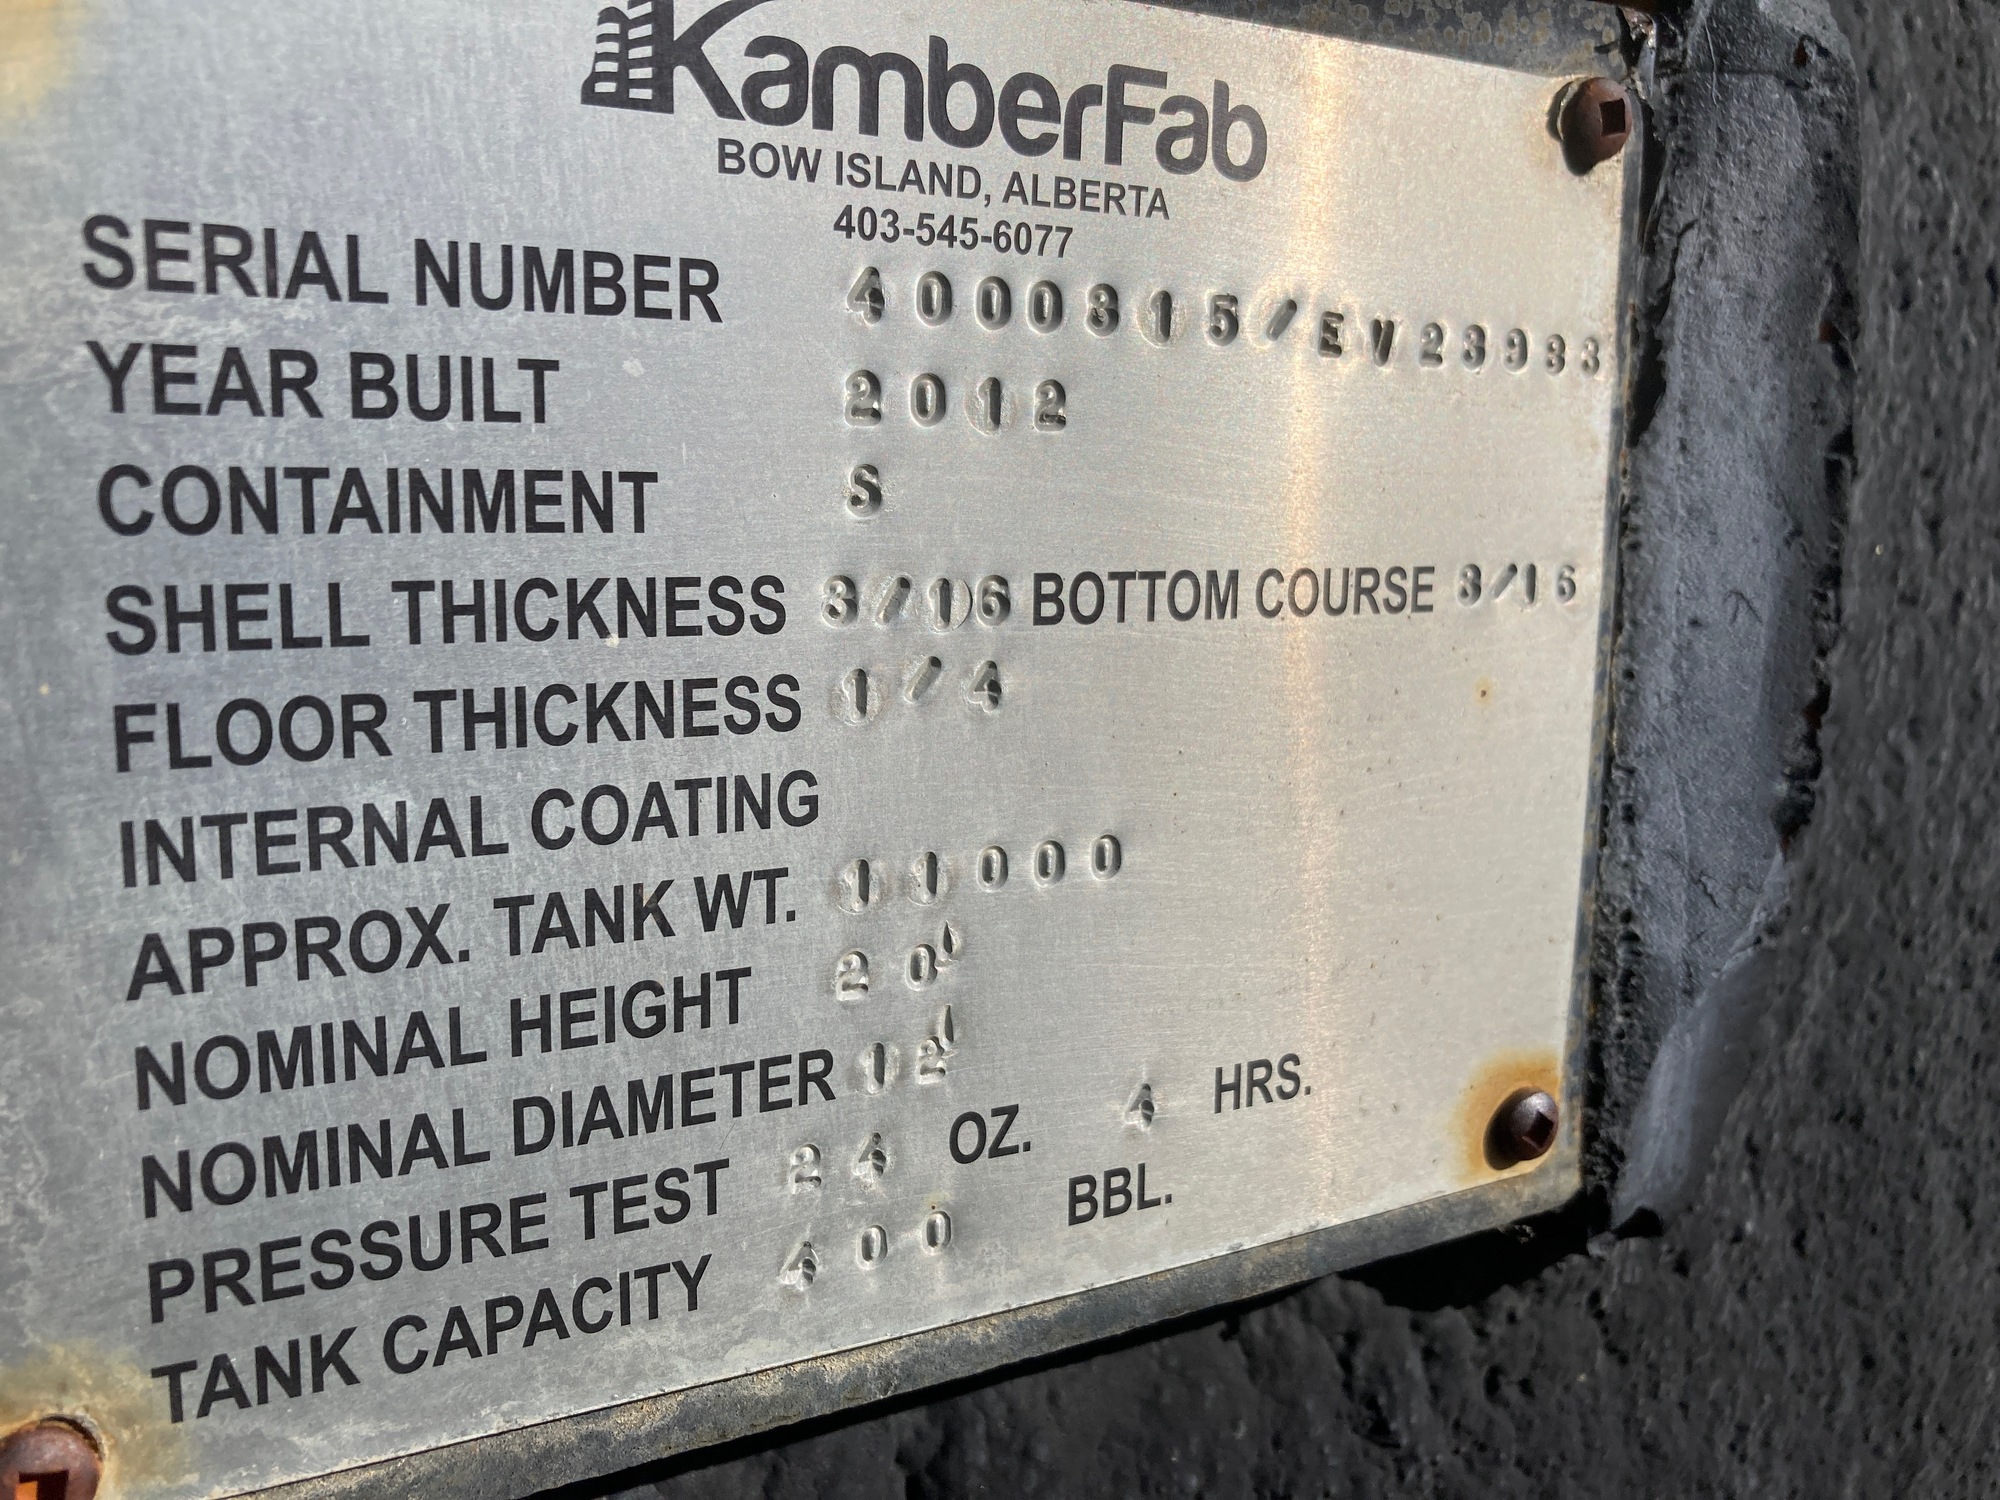 KamberFab
BOW ISLAND, ALBERTA
403-545-6077
SERIAL NUMBER 4000315/EV23933
YEAR BUILT 2012
CONTAINMENT S
SHELL THICKNESS 3/16 BOTTOM COURSE 3/16
FLOOR THICKNESS 1/4
INTERNAL COATING
APPROX. TANK WT. 11000
NOMINAL HEIGHT 20'
NOMINAL DIAMETER 12'
PRESSURE TEST 24 OZ. 4 HRS.
TANK CAPACITY 400 BBL.